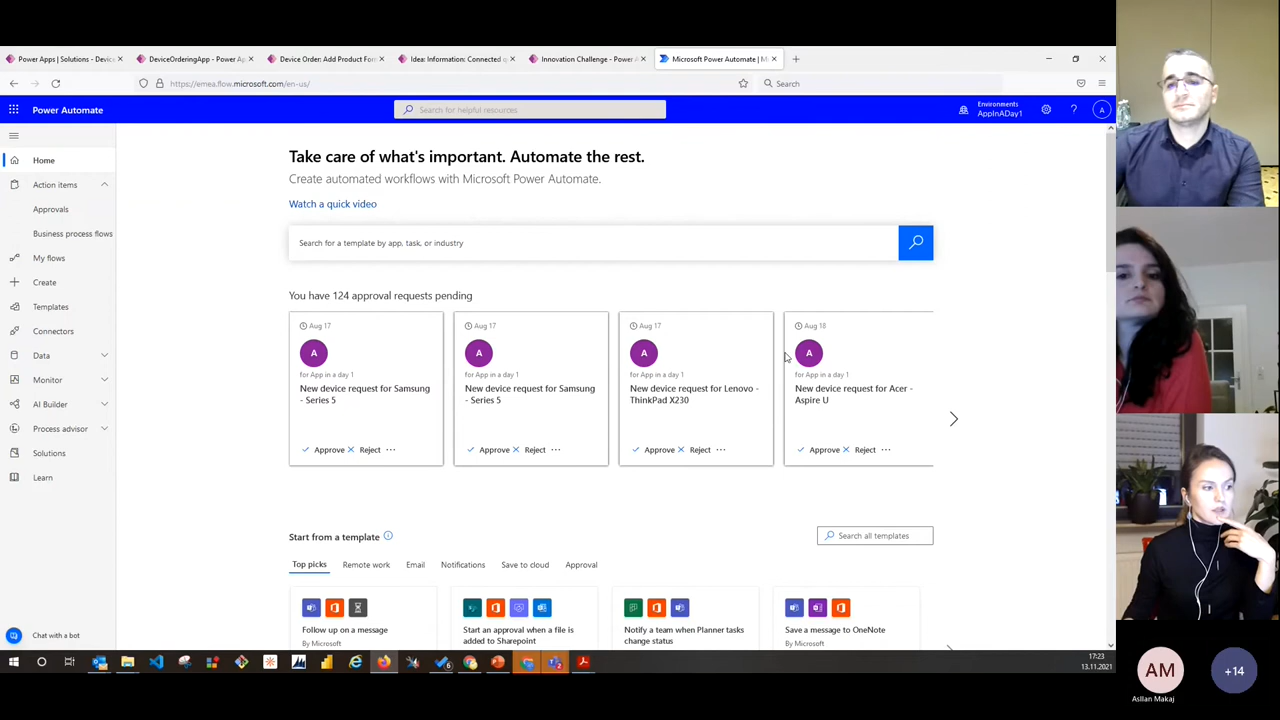 Power Apps | Solutions - Device
DeviceOrderingApp - Power Ap
Device Order: Add Product For
Idea: Information: Connected
Innovation Challenge - Power A
Microsoft Power Automate | M
https://emea.flow.microsoft.com/en-us/
Search
Power Automate
Search for helpful resources
Environments
AppInADay1
A
Home
Action items
Approvals
Business process flows
My flows
Create
Templates
Connectors
Data
Monitor
AI Builder
Process advisor
Solutions
Learn
Chat with a bot
Take care of what's important. Automate the rest.
Create automated workflows with Microsoft Power Automate.
Watch a quick video
Search for a template by app, task, or industry
You have 124 approval requests pending
Aug 17
A
for App in a day 1
New device request for Samsung
- Series 5
Approve Reject ...
Aug 17
A
for App in a day 1
New device request for Samsung
- Series 5
Approve Reject ...
Aug 17
A
for App in a day 1
New device request for Lenovo -
ThinkPad X230
Approve Reject ...
Aug 18
A
for App in a day 1
New device request for Acer -
Aspire U
Approve Reject ...
Start from a template
Search all templates
Top picks Remote work Email Notifications Save to cloud Approval
Follow up on a message
By Microsoft
Start an approval when a file is
added to Sharepoint
Notify a team when Planner tasks
change status
Save a message to OneNote
By Microsoft
17:23
13.11.2021
AM
Asllan Makaj
+14